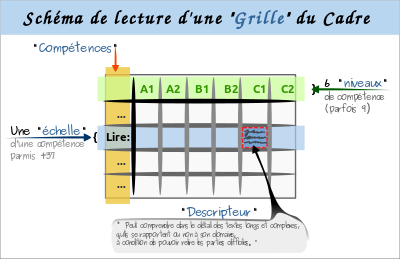 Schéma de lecture d'une "Grille" du Cadre
"Compétences"
A1 A2 B1 B2 C1 C2
6 "niveaux"
de compétence
(parfois 9)
...
Une "échelle"
d'une compétence
parmis +37
{ Lire:
...
...
"Descripteur"
" Peut comprendre dans le détail des textes longs et complexes,
qu'ils se rapportent ou non à son domaine,
à condition de pouvoir relire les parties difficiles. "